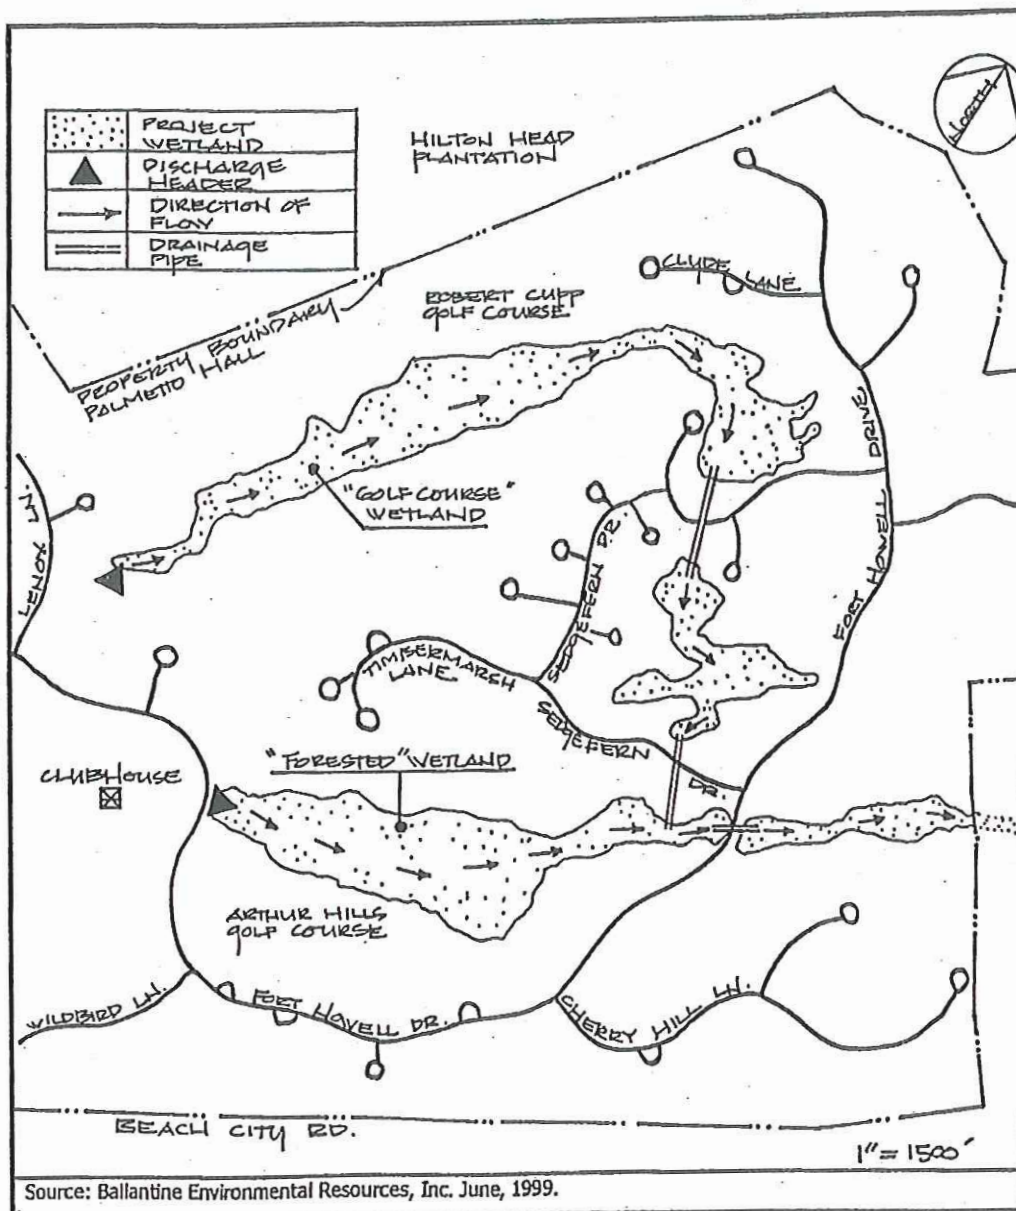 PROJECT
WETLAND
DISCHARGE
HEADER
DIRECTION OF
FLOW
DRAINAGE
PIPE
HILTON HEAD
PLANTATION
NORTH
CLYDE LANE
ROBERT CUPP
GOLF COURSE
PROPERTY BOUNDARY
PALMETTO HALL
"GOLF COURSE"
WETLAND
LENOX LN
SEDGEFERN DR.
FORT HOWELL DRIVE
TIMBERMARSH
LANE
SEDGEFERN
DR.
"FORESTED" WETLAND
CLUBHOUSE
ARTHUR HILLS
GOLF COURSE
WILDBIRD LN.
FORT HOWELL DR.
CHERRY HILL LN.
BEACH CITY RD.
1" = 1500'
Source: Ballantine Environmental Resources, Inc. June, 1999.